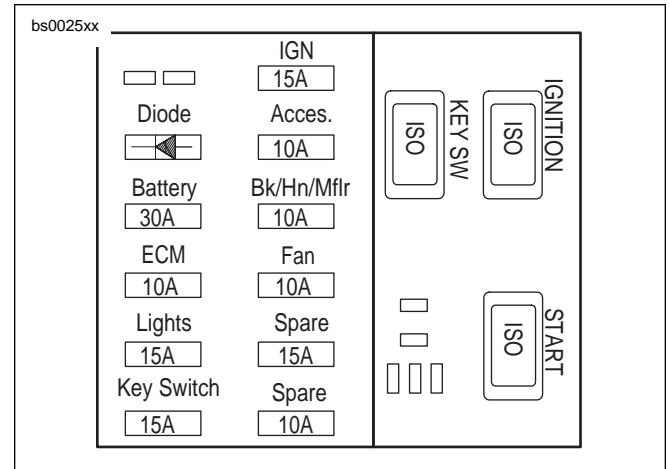 bs0025xx
IGN
15A
Diode
Acces.
10A
Battery
Bk/Hn/Mflr
30A
10A
ECM
Fan
10A
10A
Lights
Spare
15A
15A
Key Switch
Spare
15A
10A
ISO
KEY SW
ISO
IGNITION
ISO
START